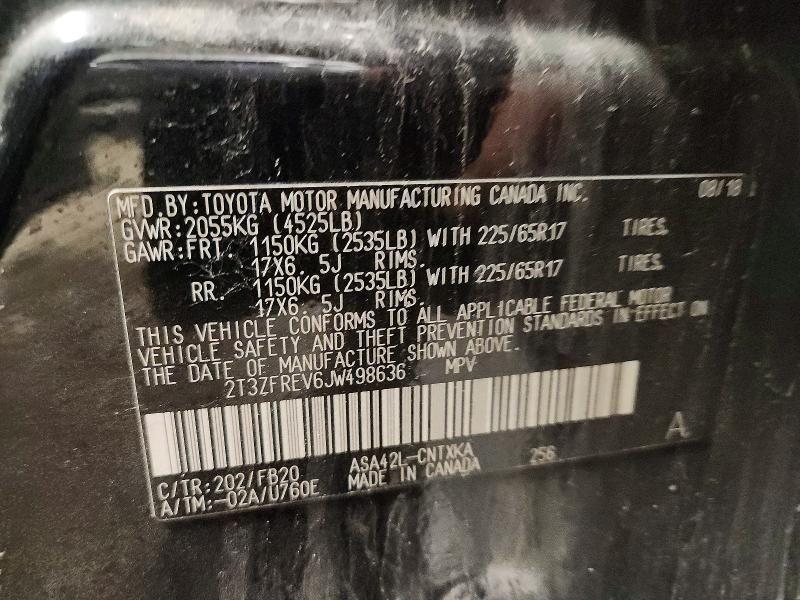 MFD.BY:TOYOTA MOTOR MANUFACTURING CANADA INC. 08/18
GVWR:2055KG (4525LB)
GAWR:FRT. 1150KG (2535LB) WITH 225/65R17 TIRES.
17X6. 5J RIMS.
RR. 1150KG (2535LB) WITH 225/65R17 TIRES.
17X6. 5J RIMS.
THIS VEHICLE CONFORMS TO ALL APPLICABLE FEDERAL MOTOR
VEHICLE SAFETY AND THEFT PREVENTION STANDARDS IN EFFECT ON
THE DATE OF MANUFACTURE SHOWN ABOVE.
2T3ZFREV6JW498636 MPV
A
C/TR:202/FB20 ASA42L-CNTXKA 256
A/TM:-02A/U760E MADE IN CANADA